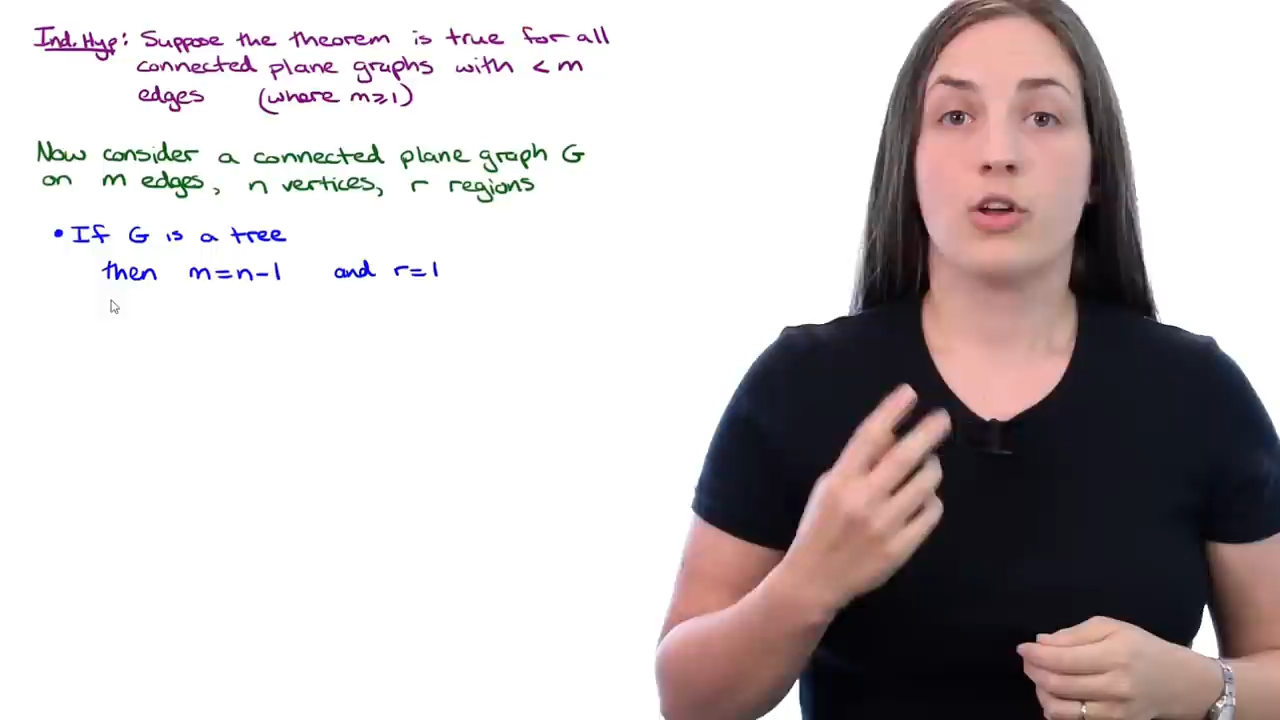 Ind. Hyp: Suppose the theorem is true for all
connected plane graphs with < m
edges (where m≥1)
Now consider a connected plane graph G
on m edges, n vertices, r regions
• If G is a tree
then m=n-1 and r=1